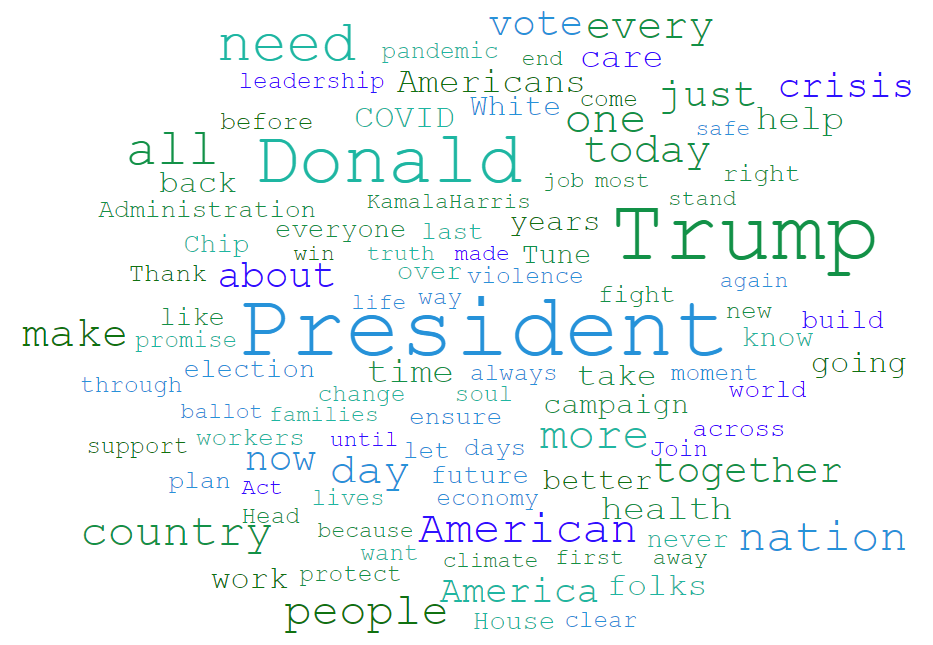 vote every
need pandemic end care
leadership Americans crisis
before COVID White come one just safe help
all Donald today
back job most right
Administration KamalaHarris stand
Chip everyone last years Trump
win truth made Tune
Thank about over violence again
life way fight
make like promise President new know build
election time always take moment going
through change soul world
ballot families ensure campaign
support workers until let days more Join across
plan now day future better together
Act lives economy
Head country because American health never nation
want climate first away
work protect America folks
people House clear